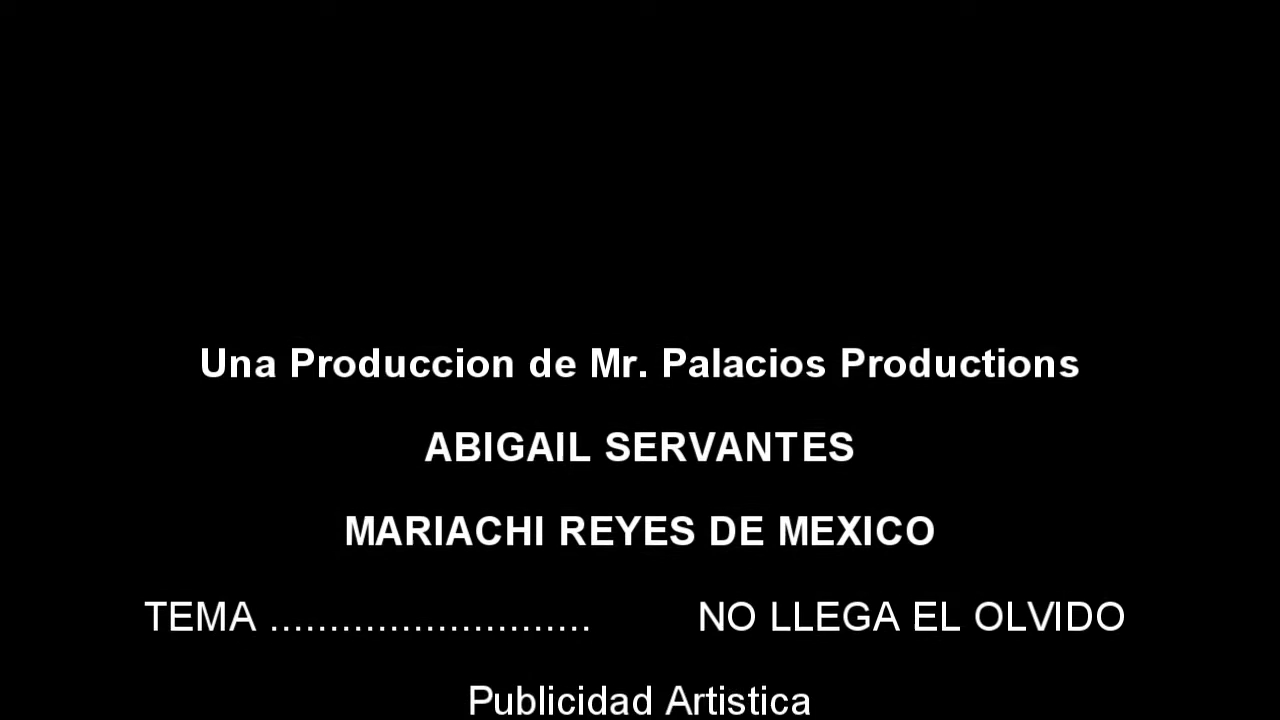 Una Produccion de Mr. Palacios Productions
ABIGAIL SERVANTES
MARIACHI REYES DE MEXICO
TEMA ........................... NO LLEGA EL OLVIDO
Publicidad Artistica